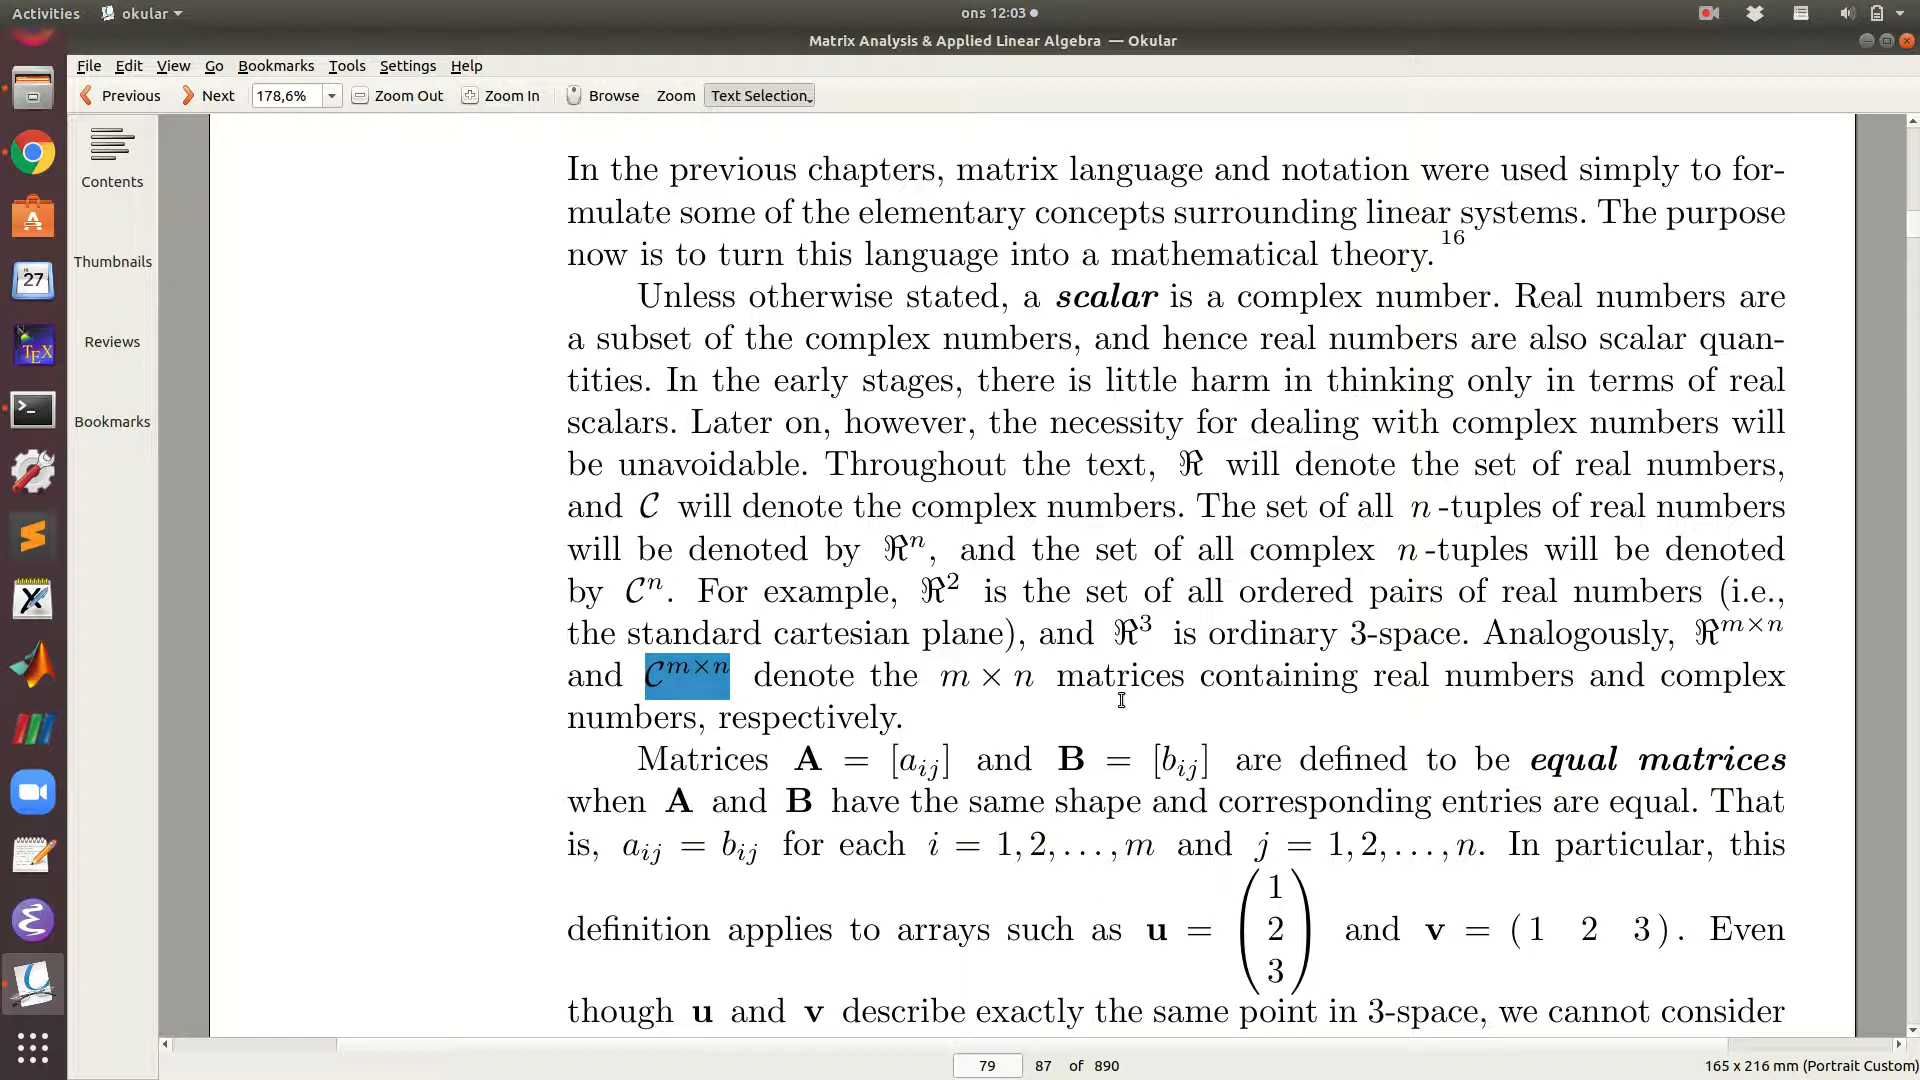 Activities okular ons 12:03
Matrix Analysis & Applied Linear Algebra — Okular
File Edit View Go Bookmarks Tools Settings Help
Previous Next 178,6% Zoom Out Zoom In Browse Zoom Text Selection
Contents
Thumbnails
Reviews
Bookmarks
27
TEX
In the previous chapters, matrix language and notation were used simply to for-
mulate some of the elementary concepts surrounding linear systems. The purpose
now is to turn this language into a mathematical theory.¹⁶
Unless otherwise stated, a scalar is a complex number. Real numbers are
a subset of the complex numbers, and hence real numbers are also scalar quan-
tities. In the early stages, there is little harm in thinking only in terms of real
scalars. Later on, however, the necessity for dealing with complex numbers will
be unavoidable. Throughout the text, ℜ will denote the set of real numbers,
and 𝒞 will denote the complex numbers. The set of all n-tuples of real numbers
will be denoted by ℜⁿ, and the set of all complex n-tuples will be denoted
by 𝒞ⁿ. For example, ℜ² is the set of all ordered pairs of real numbers (i.e.,
the standard cartesian plane), and ℜ³ is ordinary 3-space. Analogously, ℜ^{m×n}
and 𝒞^{m×n} denote the m × n matrices containing real numbers and complex
numbers, respectively.
Matrices A = [a_{ij}] and B = [b_{ij}] are defined to be equal matrices
when A and B have the same shape and corresponding entries are equal. That
is, a_{ij} = b_{ij} for each i = 1, 2, . . . , m and j = 1, 2, . . . , n. In particular, this
definition applies to arrays such as u = (1 2 3) and v = ( 1 2 3 ). Even
though u and v describe exactly the same point in 3-space, we cannot consider
79 87 of 890 165 x 216 mm (Portrait Custom)